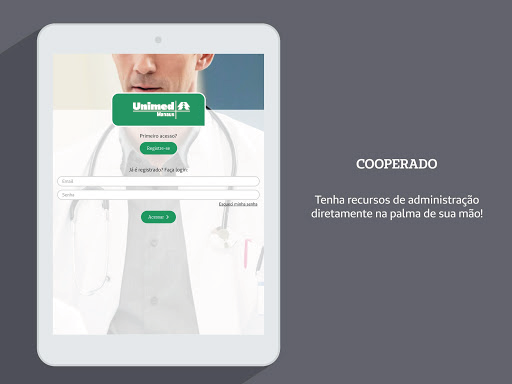 Unimed
Manaus
Primeiro acesso?
Registre-se
Já é registrado? Faça login.
Email
Senha
Esqueci minha senha
Acessar
COOPERADO
Tenha recursos de administração
diretamente na palma de sua mão!